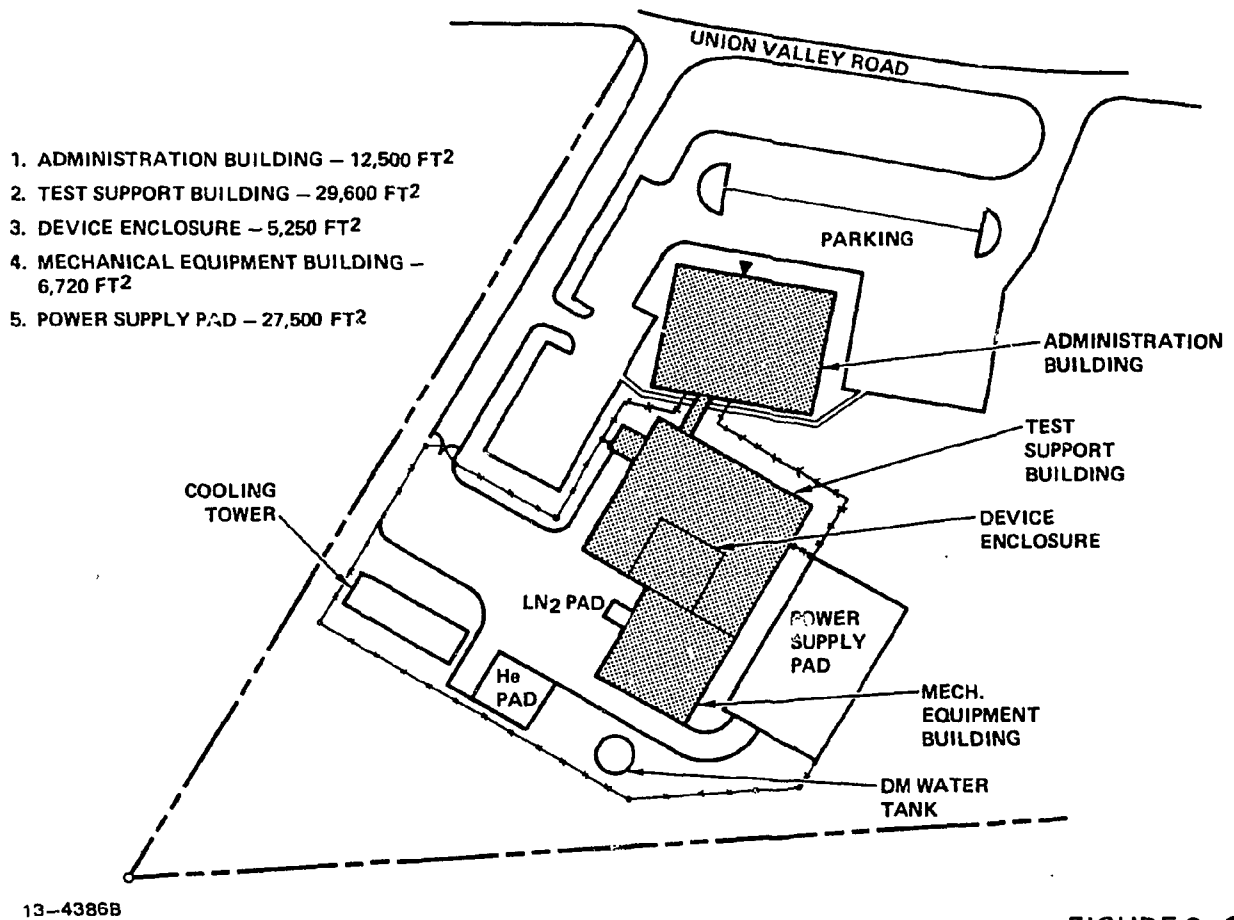 UNION VALLEY ROAD
1. ADMINISTRATION BUILDING – 12,500 FT2
2. TEST SUPPORT BUILDING – 29,600 FT2
3. DEVICE ENCLOSURE – 5,250 FT2
4. MECHANICAL EQUIPMENT BUILDING –
6,720 FT2
5. POWER SUPPLY PAD – 27,500 FT2
PARKING
ADMINISTRATION
BUILDING
TEST
SUPPORT
BUILDING
COOLING
TOWER
DEVICE
ENCLOSURE
LN2 PAD
POWER
SUPPLY
PAD
He
PAD
MECH.
EQUIPMENT
BUILDING
DM WATER
TANK
13–4386B